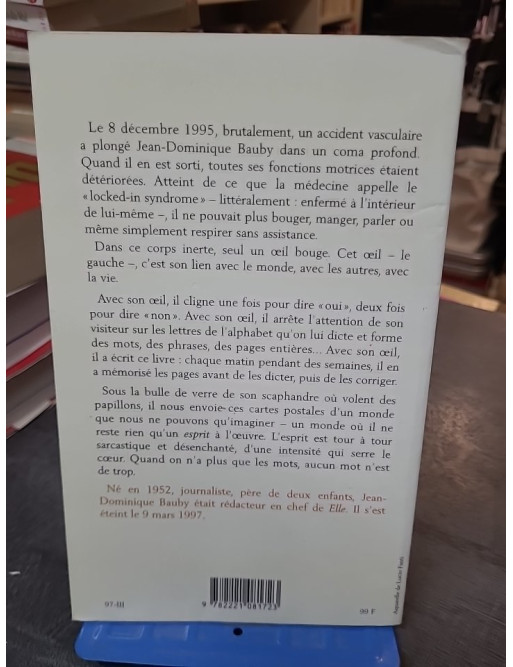 Le 8 décembre 1995, brutalement, un accident vasculaire
a plongé Jean-Dominique Bauby dans un coma profond.
Quand il en est sorti, toutes ses fonctions motrices étaient
détériorées. Atteint de ce que la médecine appelle le
«locked-in syndrome» – littéralement : enfermé à l'intérieur
de lui-même –, il ne pouvait plus bouger, manger, parler ou
même simplement respirer sans assistance.
Dans ce corps inerte, seul un œil bouge. Cet œil – le
gauche –, c'est son lien avec le monde, avec les autres, avec
la vie.
Avec son œil, il cligne une fois pour dire «oui», deux fois
pour dire «non». Avec son œil, il arrête l'attention de son
visiteur sur les lettres de l'alphabet qu'on lui dicte et forme
des mots, des phrases, des pages entières... Avec son œil,
il a écrit ce livre : chaque matin pendant des semaines, il en
a mémorisé les pages avant de les dicter, puis de les corriger.
Sous la bulle de verre de son scaphandre où volent des
papillons, il nous envoie ces cartes postales d'un monde
que nous ne pouvons qu'imaginer – un monde où il ne
reste rien qu'un esprit à l'œuvre. L'esprit est tour à tour
sarcastique et désenchanté, d'une intensité qui serre le
cœur. Quand on n'a plus que les mots, aucun mot n'est
de trop.
Né en 1952, journaliste, père de deux enfants, Jean-
Dominique Bauby était rédacteur en chef de Elle. Il s'est
éteint le 9 mars 1997.
97-III
9 782221 081723
99 F